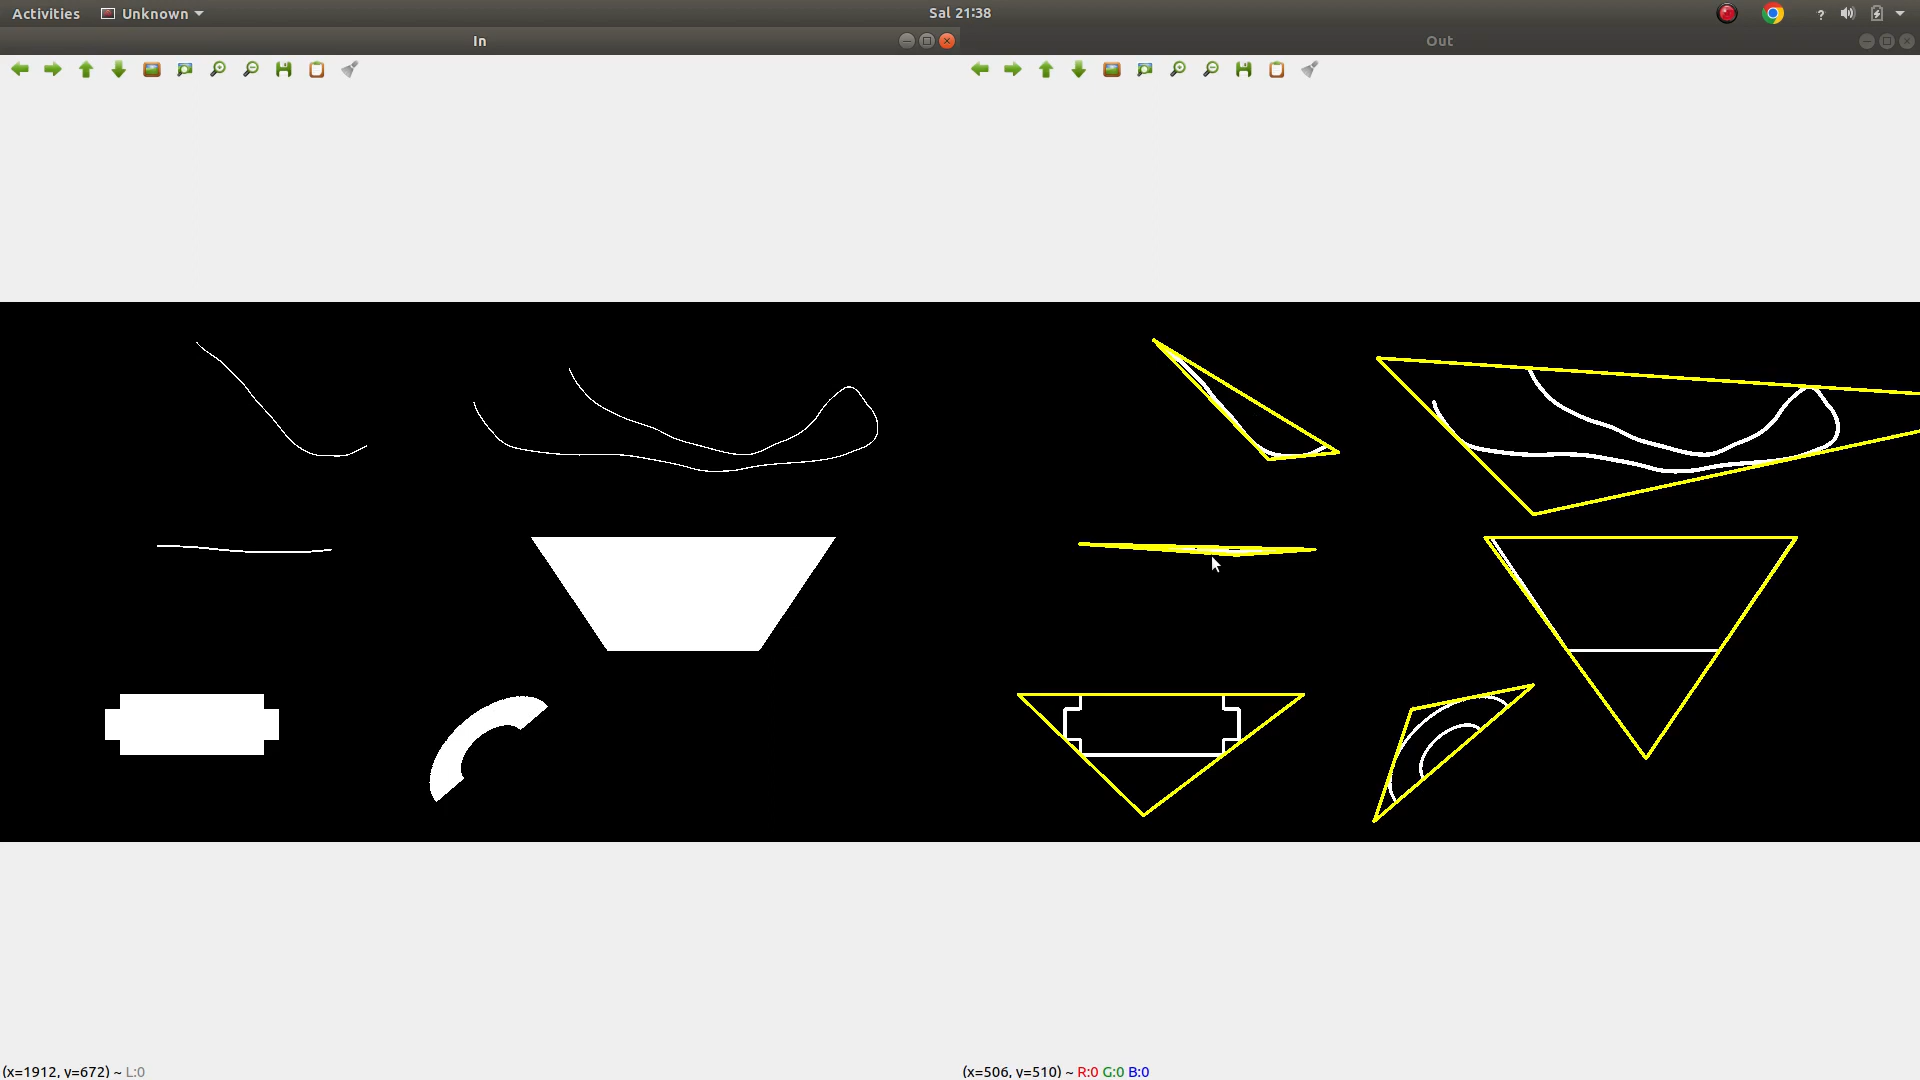 Activities Unknown Sal 21:38 ?
In Out
(x=1912, y=672) ~ L:0
(x=506, y=510) ~ R:0 G:0 B:0